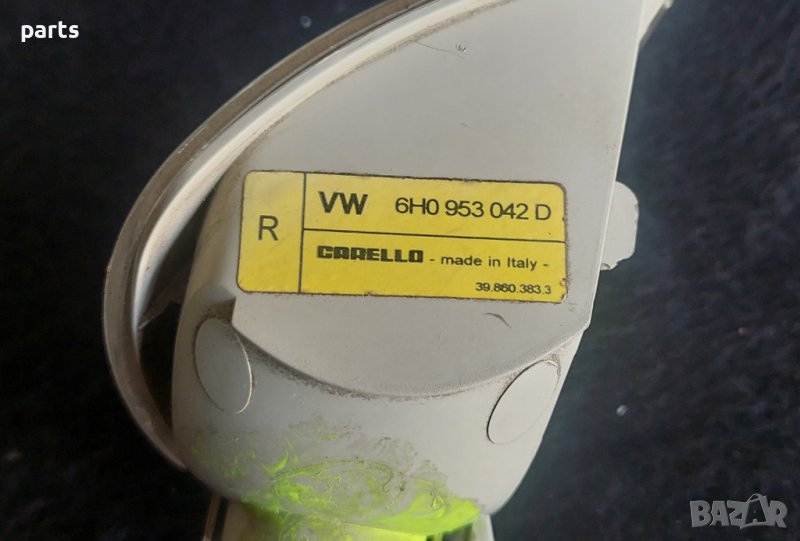 parts
R
VW 6H0 953 042 D
CARELLO - made in Italy -
39.860.383.3
BAZAR